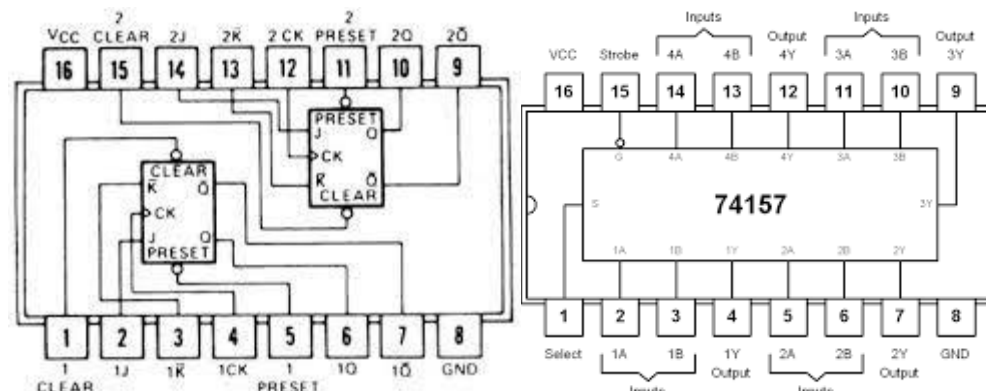 2 2
VCC CLEAR 2J 2K̅ 2 CK PRESET 2Q 2Q̅
16 15 14 13 12 11 10 9
PRESET
J Q
CK
K̅ Q̅
CLEAR
CLEAR
K̅ Q̅
CK
J Q
PRESET
1 2 3 4 5 6 7 8
1 1J 1K̅ 1CK 1 1Q 1Q̅ GND
CLEAR PRESET
Inputs Output Inputs Output
VCC Strobe 4A 4B 4Y 3A 3B 3Y
16 15 14 13 12 11 10 9
G 4A 4B 4Y 3A 3B
S 74157 3Y
1A 1B 1Y 2A 2B 2Y
1 2 3 4 5 6 7 8
Select 1A 1B 1Y 2A 2B 2Y GND
Inputs Output Inputs Output